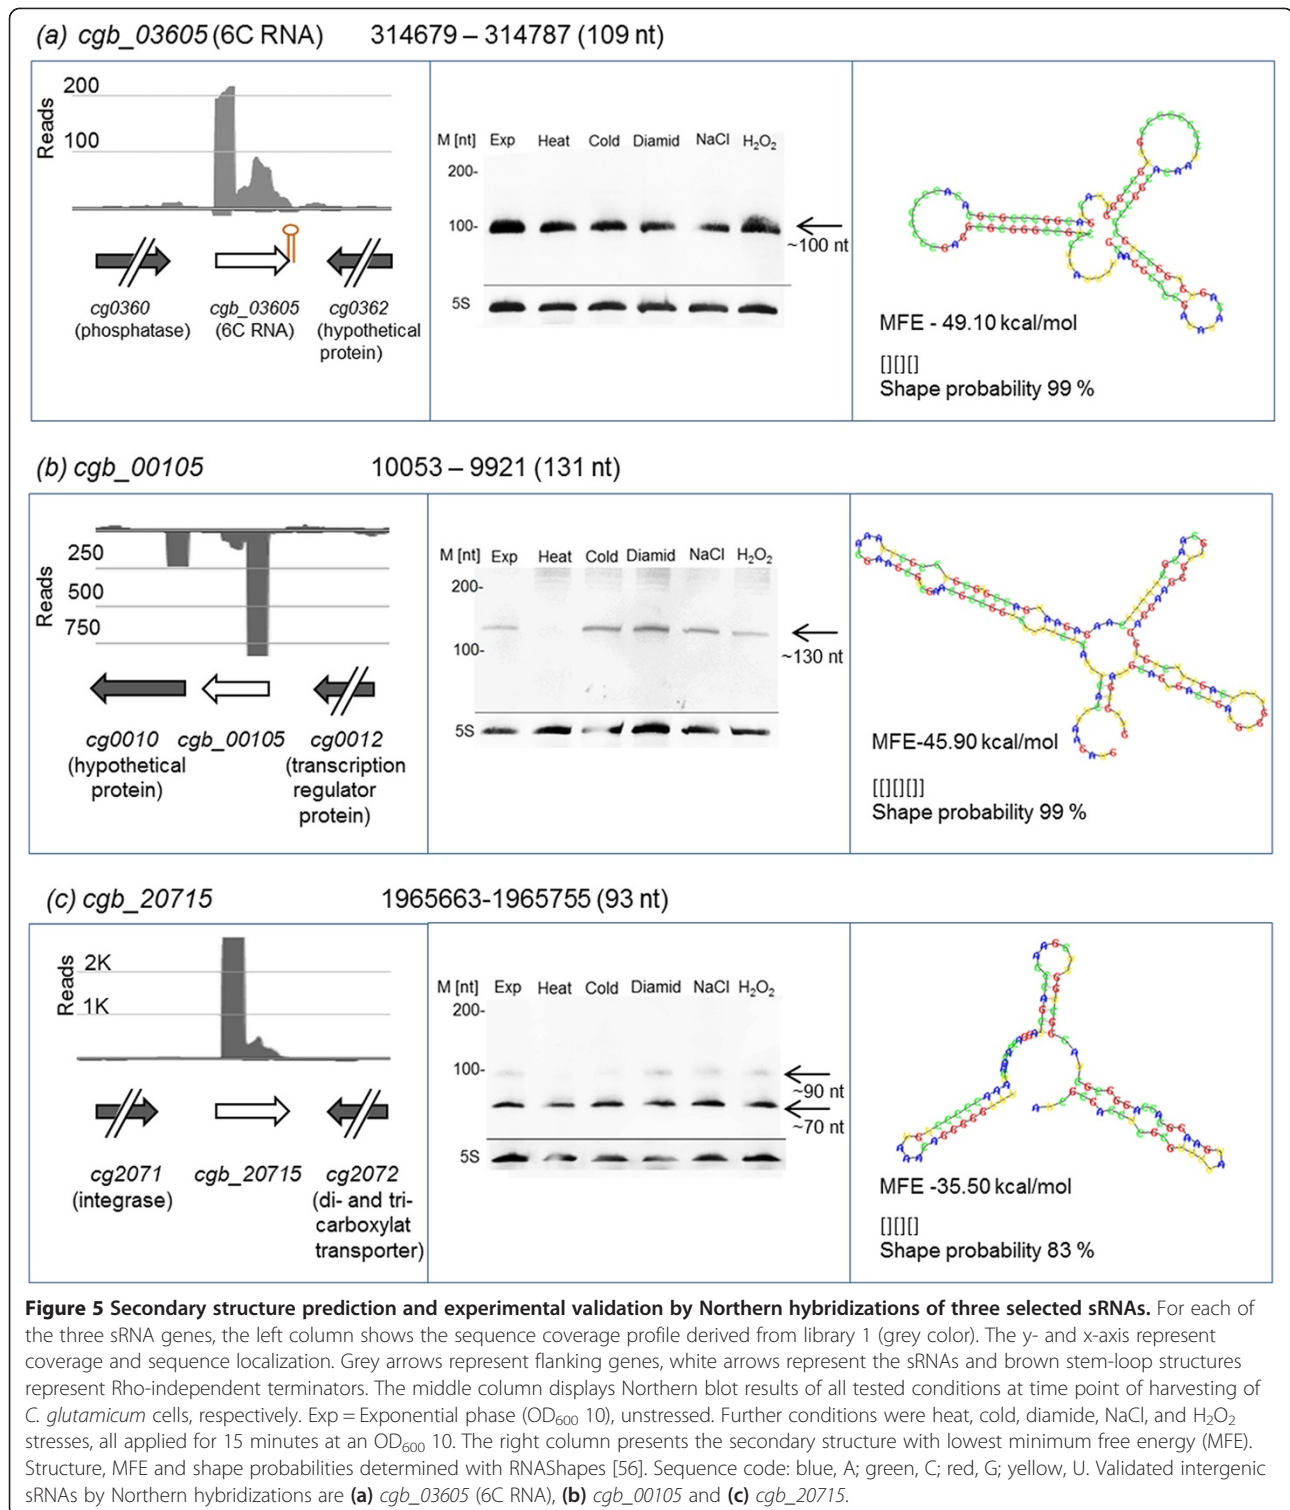 (a) cgb_03605 (6C RNA) 314679 – 314787 (109 nt)
Reads
200
100
cg0360
(phosphatase)
cgb_03605
(6C RNA)
cg0362
(hypothetical
protein)
M [nt] Exp Heat Cold Diamid NaCl H2O2
200-
100-
~100 nt
5S
MFE - 49.10 kcal/mol
[][][]
Shape probability 99 %
(b) cgb_00105 10053 – 9921 (131 nt)
Reads
250
500
750
cg0010
(hypothetical
protein)
cgb_00105
cg0012
(transcription
regulator
protein)
M [nt] Exp Heat Cold Diamid NaCl H2O2
200-
100-
~130 nt
5S
MFE-45.90 kcal/mol
[[][][]]
Shape probability 99 %
(c) cgb_20715 1965663-1965755 (93 nt)
Reads
2K
1K
cg2071
(integrase)
cgb_20715
cg2072
(di- and tri-
carboxylat
transporter)
M [nt] Exp Heat Cold Diamid NaCl H2O2
200-
100-
~90 nt
~70 nt
5S
MFE -35.50 kcal/mol
[][][]
Shape probability 83 %
Figure 5 Secondary structure prediction and experimental validation by Northern hybridizations of three selected sRNAs. For each of
the three sRNA genes, the left column shows the sequence coverage profile derived from library 1 (grey color). The y- and x-axis represent
coverage and sequence localization. Grey arrows represent flanking genes, white arrows represent the sRNAs and brown stem-loop structures
represent Rho-independent terminators. The middle column displays Northern blot results of all tested conditions at time point of harvesting of
C. glutamicum cells, respectively. Exp = Exponential phase (OD600 10), unstressed. Further conditions were heat, cold, diamide, NaCl, and H2O2
stresses, all applied for 15 minutes at an OD600 10. The right column presents the secondary structure with lowest minimum free energy (MFE).
Structure, MFE and shape probabilities determined with RNAShapes [56]. Sequence code: blue, A; green, C; red, G; yellow, U. Validated intergenic
sRNAs by Northern hybridizations are (a) cgb_03605 (6C RNA), (b) cgb_00105 and (c) cgb_20715.